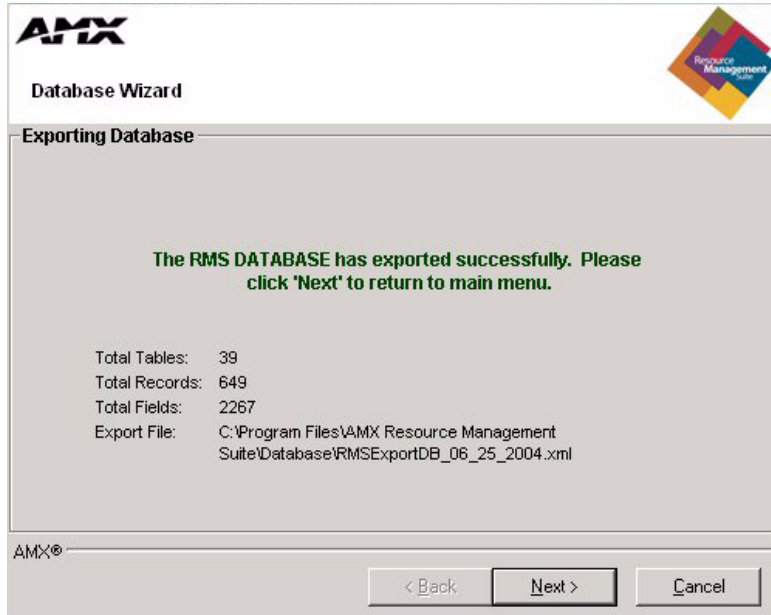 AMX
Resource
Management
Suite
Database Wizard
Exporting Database
The RMS DATABASE has exported successfully. Please
click 'Next' to return to main menu.
Total Tables: 39
Total Records: 649
Total Fields: 2267
Export File: C:\Program Files\AMX Resource Management
Suite\Database\RMSExportDB_06_25_2004.xml
AMX®
< Back
Next >
Cancel